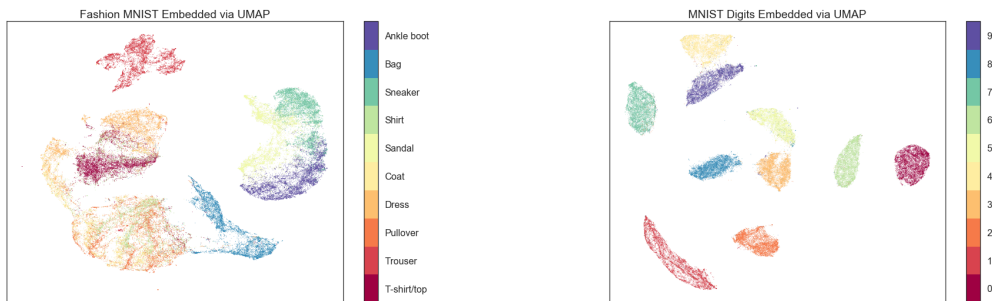 Fashion MNIST Embedded via UMAP
Ankle boot
Bag
Sneaker
Shirt
Sandal
Coat
Dress
Pullover
Trouser
T-shirt/top
MNIST Digits Embedded via UMAP
9
8
7
6
5
4
3
2
1
0